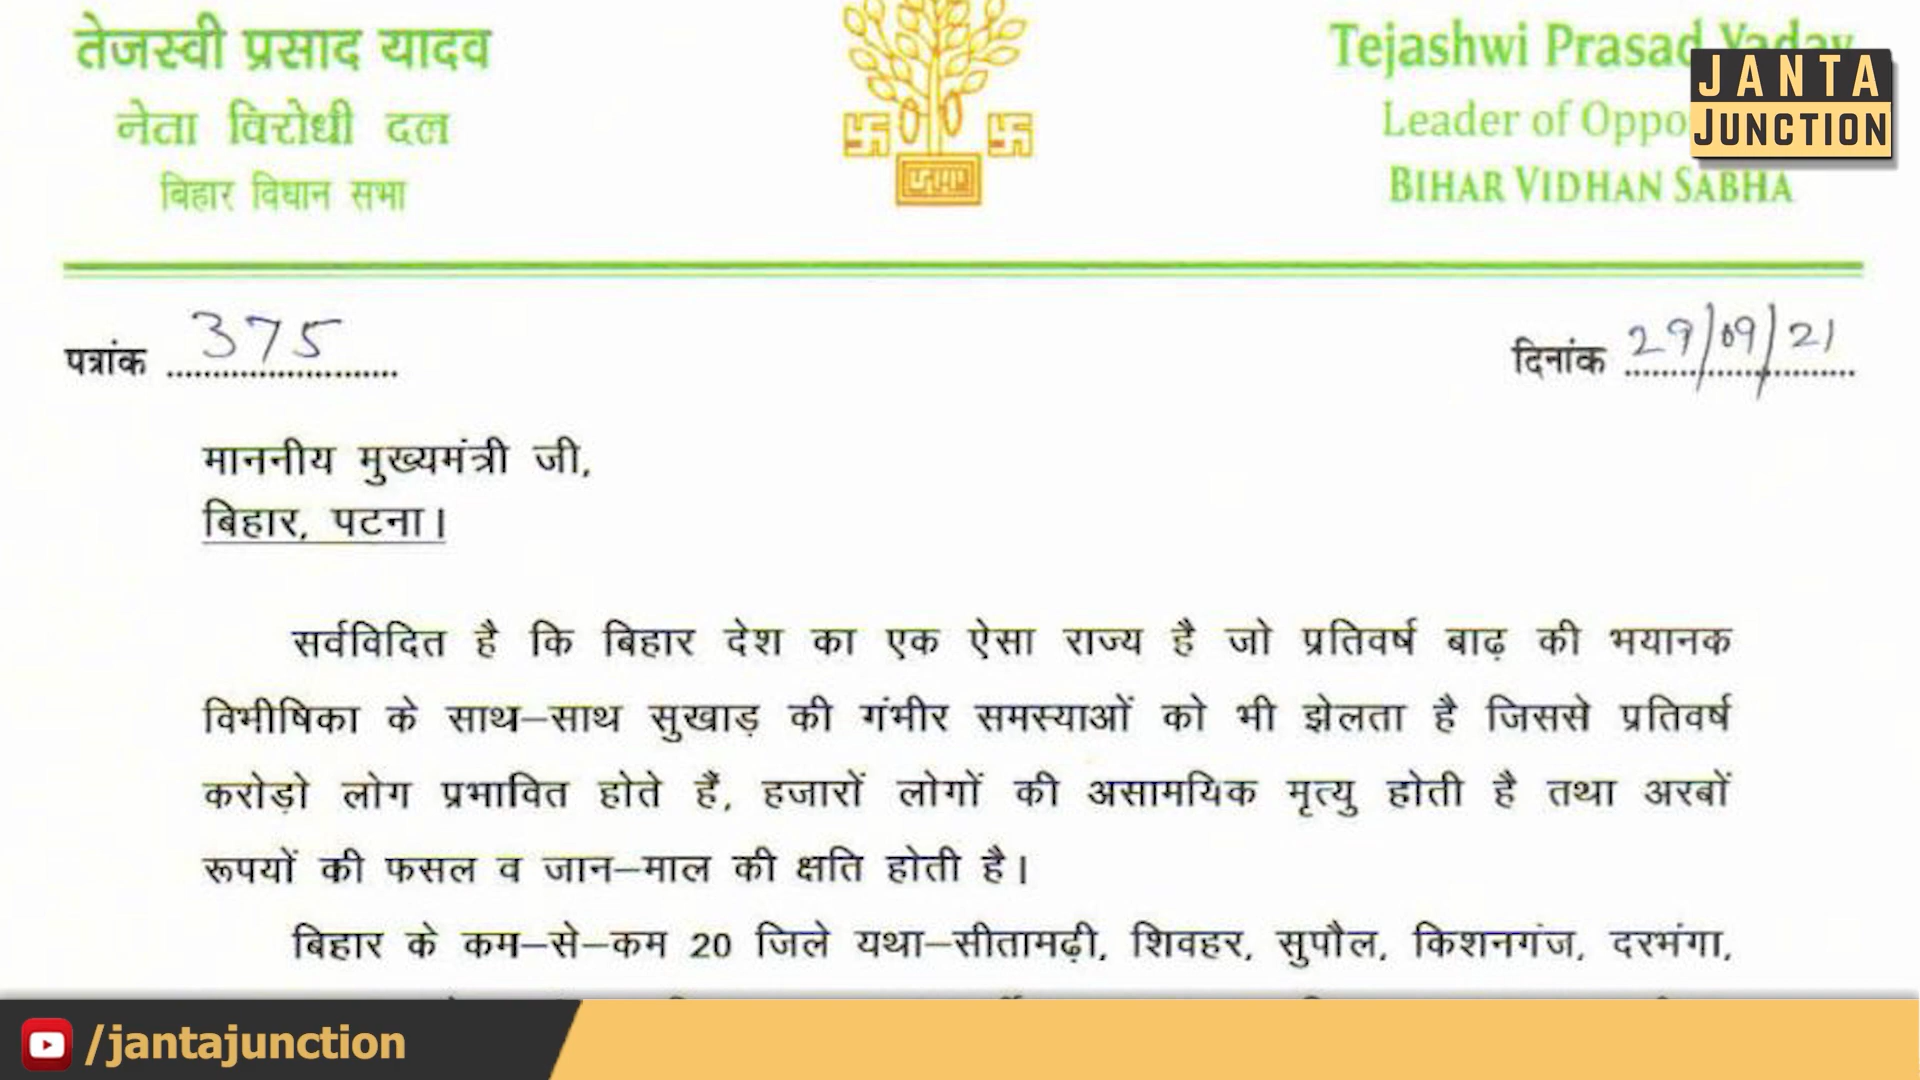 तेजस्वी प्रसाद यादव
नेता विरोधी दल
बिहार विधान सभा
Tejashwi Prasad Yadav
Leader of
BIHAR VIDHAN SABHA
JANTA
JUNCTION
पत्रांक 375
दिनांक 29/09/21
माननीय मुख्यमंत्री जी,
बिहार, पटना।
सर्वविदित है कि बिहार देश का एक ऐसा राज्य है जो प्रतिवर्ष बाढ़ की भयानक
विभीषिका के साथ–साथ सुखाड़ की गंभीर समस्याओं को भी झेलता है जिससे प्रतिवर्ष
करोड़ो लोग प्रभावित होते हैं, हजारों लोगों की असामयिक मृत्यु होती है तथा अरबों
रूपयों की फसल व जान–माल की क्षति होती है।
बिहार के कम–से–कम 20 जिले यथा–सीतामढ़ी, शिवहर, सुपौल, किशनगंज, दरभंगा,
/jantajunction